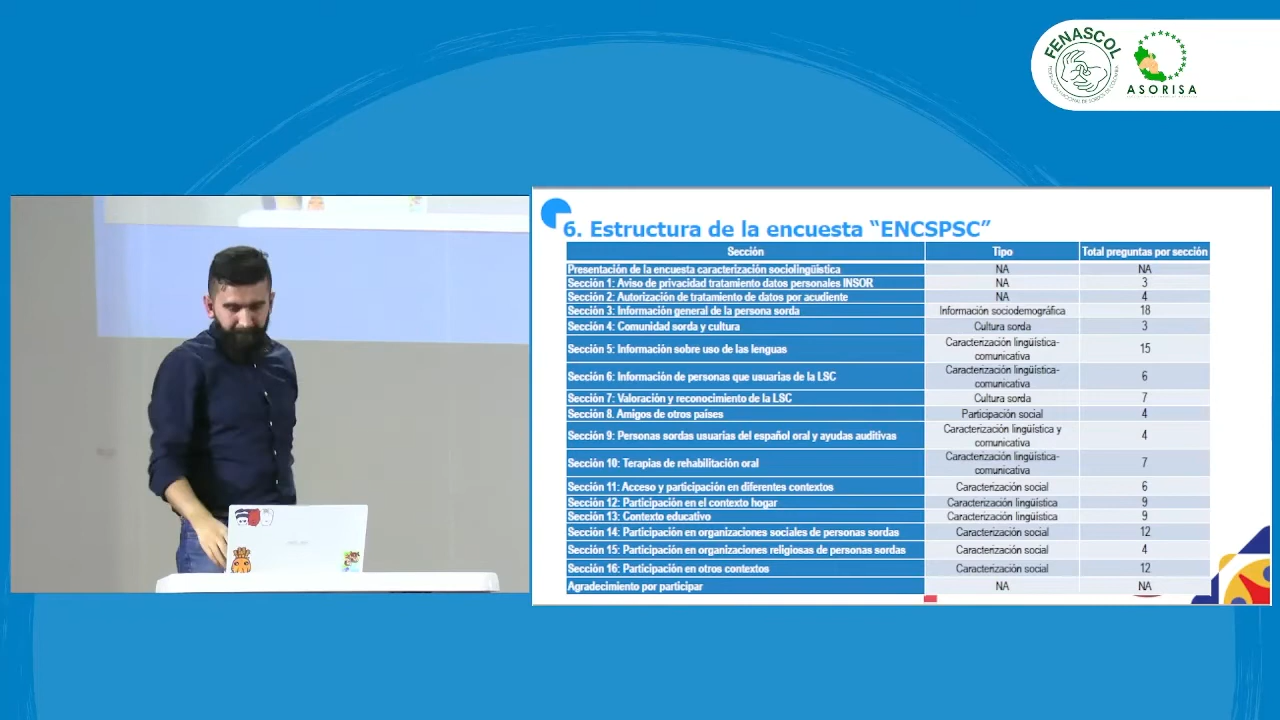 FENASCOL
ASORISA
6. Estructura de la encuesta “ENCSPSC”
Sección Tipo Total preguntas por sección
Presentación de la encuesta caracterización sociolingüística NA NA
Sección 1: Aviso de privacidad tratamiento datos personales INSOR NA 3
Sección 2: Autorización de tratamiento de datos por acudiente NA 4
Sección 3: Información general de la persona sorda Información sociodemográfica 18
Sección 4: Comunidad sorda y cultura Cultura sorda 3
Sección 5: Información sobre uso de las lenguas Caracterización lingüística-
comunicativa 15
Sección 6: Información de personas que usuarias de la LSC Caracterización lingüística-
comunicativa 6
Sección 7: Valoración y reconocimiento de la LSC Cultura sorda 7
Sección 8. Amigos de otros países Participación social 4
Sección 9: Personas sordas usuarias del español oral y ayudas auditivas Caracterización lingüística y
comunicativa 4
Sección 10: Terapias de rehabilitación oral Caracterización lingüística-
comunicativa 7
Sección 11: Acceso y participación en diferentes contextos Caracterización social 6
Sección 12: Participación en el contexto hogar Caracterización lingüística 9
Sección 13: Contexto educativo Caracterización lingüística 9
Sección 14: Participación en organizaciones sociales de personas sordas Caracterización social 12
Sección 15: Participación en organizaciones religiosas de personas sordas Caracterización social 4
Sección 16: Participación en otros contextos Caracterización social 12
Agradecimiento por participar NA NA